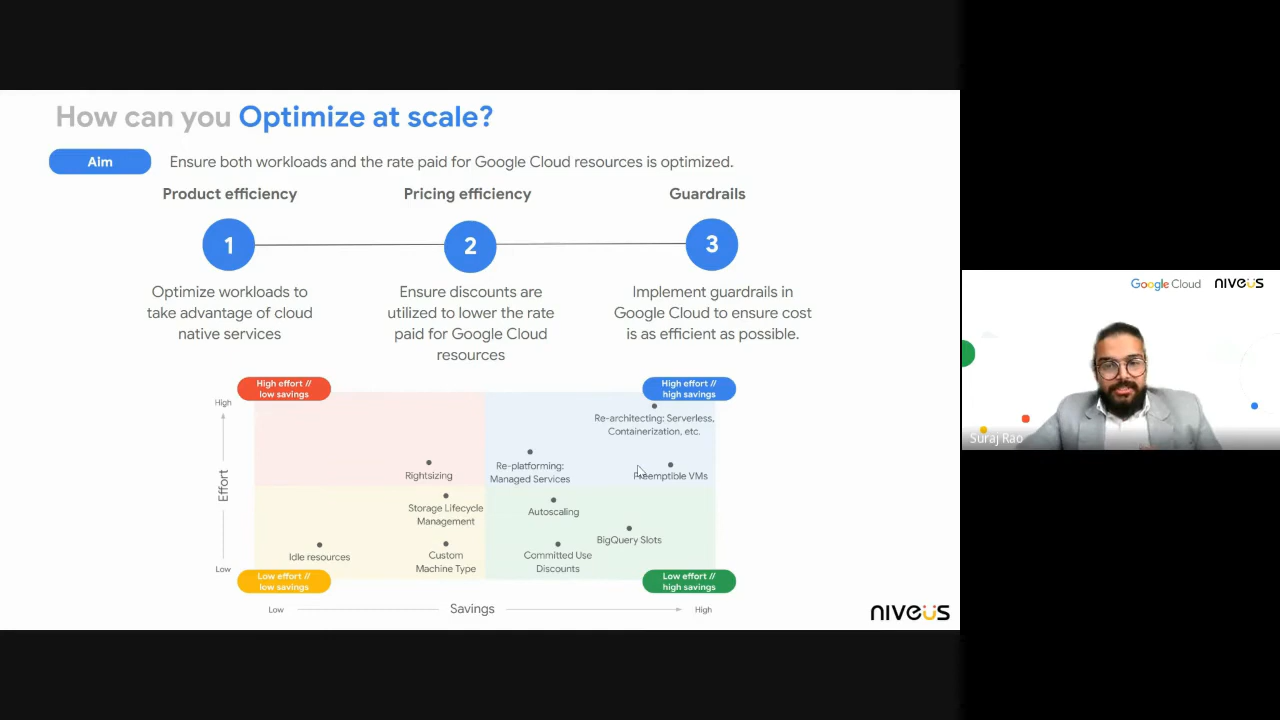 How can you Optimize at scale?
Aim
Ensure both workloads and the rate paid for Google Cloud resources is optimized.
Product efficiency
Pricing efficiency
Guardrails
1
2
3
Optimize workloads to
take advantage of cloud
native services
Ensure discounts are
utilized to lower the rate
paid for Google Cloud
resources
Implement guardrails in
Google Cloud to ensure cost
is as efficient as possible.
High effort //
low savings
High effort //
high savings
High
Effort
Low
Re-architecting: Serverless,
Containerization, etc.
Rightsizing
Re-platforming:
Managed Services
Preemptible VMs
Storage Lifecycle
Management
Autoscaling
BigQuery Slots
Idle resources
Custom
Machine Type
Committed Use
Discounts
Low effort //
low savings
Low effort //
high savings
Low
Savings
High
niveus
Google Cloud
niveus
Suraj Rao